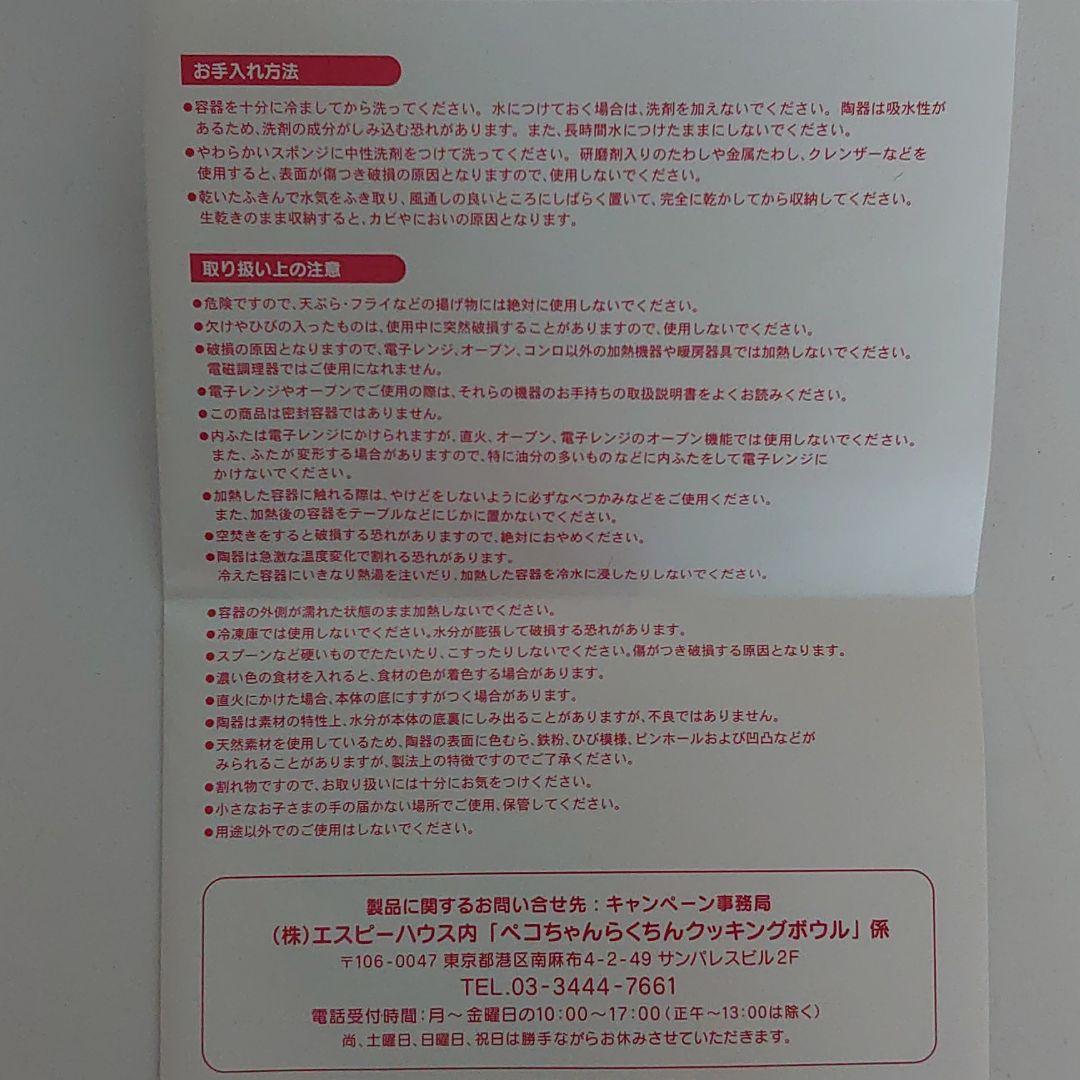 お手入れ方法
●容器を十分に冷ましてから洗ってください。水につけておく場合は、洗剤を加えないでください。陶器は吸水性が
あるため、洗剤の成分がしみ込む恐れがあります。また、長時間水につけたままにしないでください。
●やわらかいスポンジに中性洗剤をつけて洗ってください。研磨剤入りのたわしや金属たわし、クレンザーなどを
使用すると、表面が傷つき破損の原因となりますので、使用しないでください。
●乾いたふきんで水気をふき取り、風通しの良いところにしばらく置いて、完全に乾かしてから収納してください。
生乾きのまま収納すると、カビやにおいの原因となります。
取り扱い上の注意
●危険ですので、天ぷら・フライなどの揚げ物には絶対に使用しないでください。
●欠けやひびの入ったものは、使用中に突然破損することがありますので、使用しないでください。
●破損の原因となりますので、電子レンジ、オーブン、コンロ以外の加熱機器や暖房器具では加熱しないでください。
電磁調理器ではご使用になれません。
●電子レンジやオーブンでご使用の際は、それらの機器のお手持ちの取扱説明書をよくお読みください。
●この商品は密封容器ではありません。
●内ふたは電子レンジにかけられますが、直火、オーブン、電子レンジのオーブン機能では使用しないでください。
また、ふたが変形する場合がありますので、特に油分の多いものなどに内ふたをして電子レンジに
かけないでください。
●加熱した容器に触れる際は、やけどをしないように必ずなべつかみなどをご使用ください。
また、加熱後の容器をテーブルなどにじかに置かないでください。
●空焚きをすると破損する恐れがありますので、絶対におやめください。
●陶器は急激な温度変化で割れる恐れがあります。
冷えた容器にいきなり熱湯を注いだり、加熱した容器を冷水に浸したりしないでください。
●容器の外側が濡れた状態のまま加熱しないでください。
●冷凍庫では使用しないでください。水分が膨張して破損する恐れがあります。
●スプーンなど硬いものでたたいたり、こすったりしないでください。傷がつき破損する原因となります。
●濃い色の食材を入れると、食材の色が着色する場合があります。
●直火にかけた場合、本体の底にすすがつく場合があります。
●陶器は素材の特性上、水分が本体の底裏にしみ出ることがありますが、不良ではありません。
●天然素材を使用しているため、陶器の表面に色むら、鉄粉、ひび模様、ピンホールおよび凹凸などが
みられることがありますが、製法上の特徴ですのでご了承ください。
●割れ物ですので、お取り扱いには十分にお気をつけください。
●小さなお子さまの手の届かない場所でご使用、保管してください。
●用途以外でのご使用はしないでください。
製品に関するお問い合せ先：キャンペーン事務局
(株)エスピーハウス内「ペコちゃんらくちんクッキングボウル」係
〒106-0047 東京都港区南麻布4-2-49 サンパレスビル2F
TEL.03-3444-7661
電話受付時間：月～金曜日の10:00～17:00(正午～13:00は除く)
尚、土曜日、日曜日、祝日は勝手ながらお休みさせていただきます。